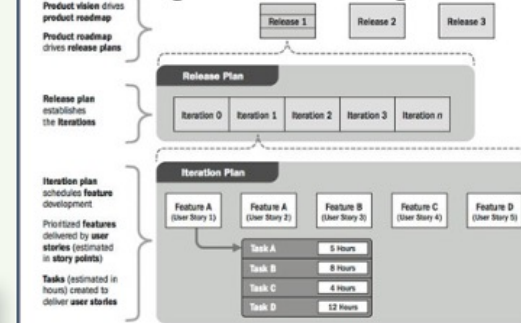 Product vision drives
product roadmap
Product roadmap
drives release plans
Release 1
Release 2
Release 3
Release Plan
Release plan
establishes
the Iterations
Iteration 0
Iteration 1
Iteration 2
Iteration 3
Iteration n
Iteration Plan
Iteration plan
schedules feature
development
Prioritized features
delivered by user
stories (estimated
in story points)
Tasks (estimated in
hours) created to
deliver user stories
Feature A
(User Story 1)
Feature A
(User Story 2)
Feature B
(User Story 3)
Feature C
(User Story 4)
Feature D
(User Story 5)
Task A
5 Hours
Task B
8 Hours
Task C
4 Hours
Task D
12 Hours